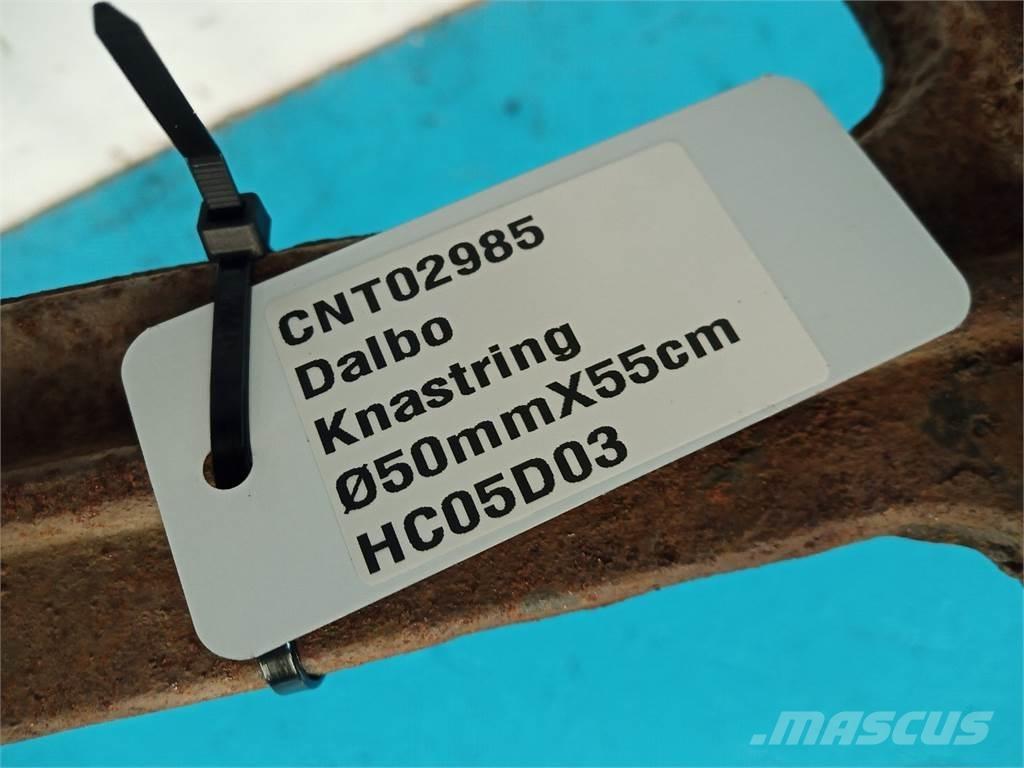 CNT02985
Dalbo
Knastring
Ø50mmX55cm
HC05D03
MASCUS